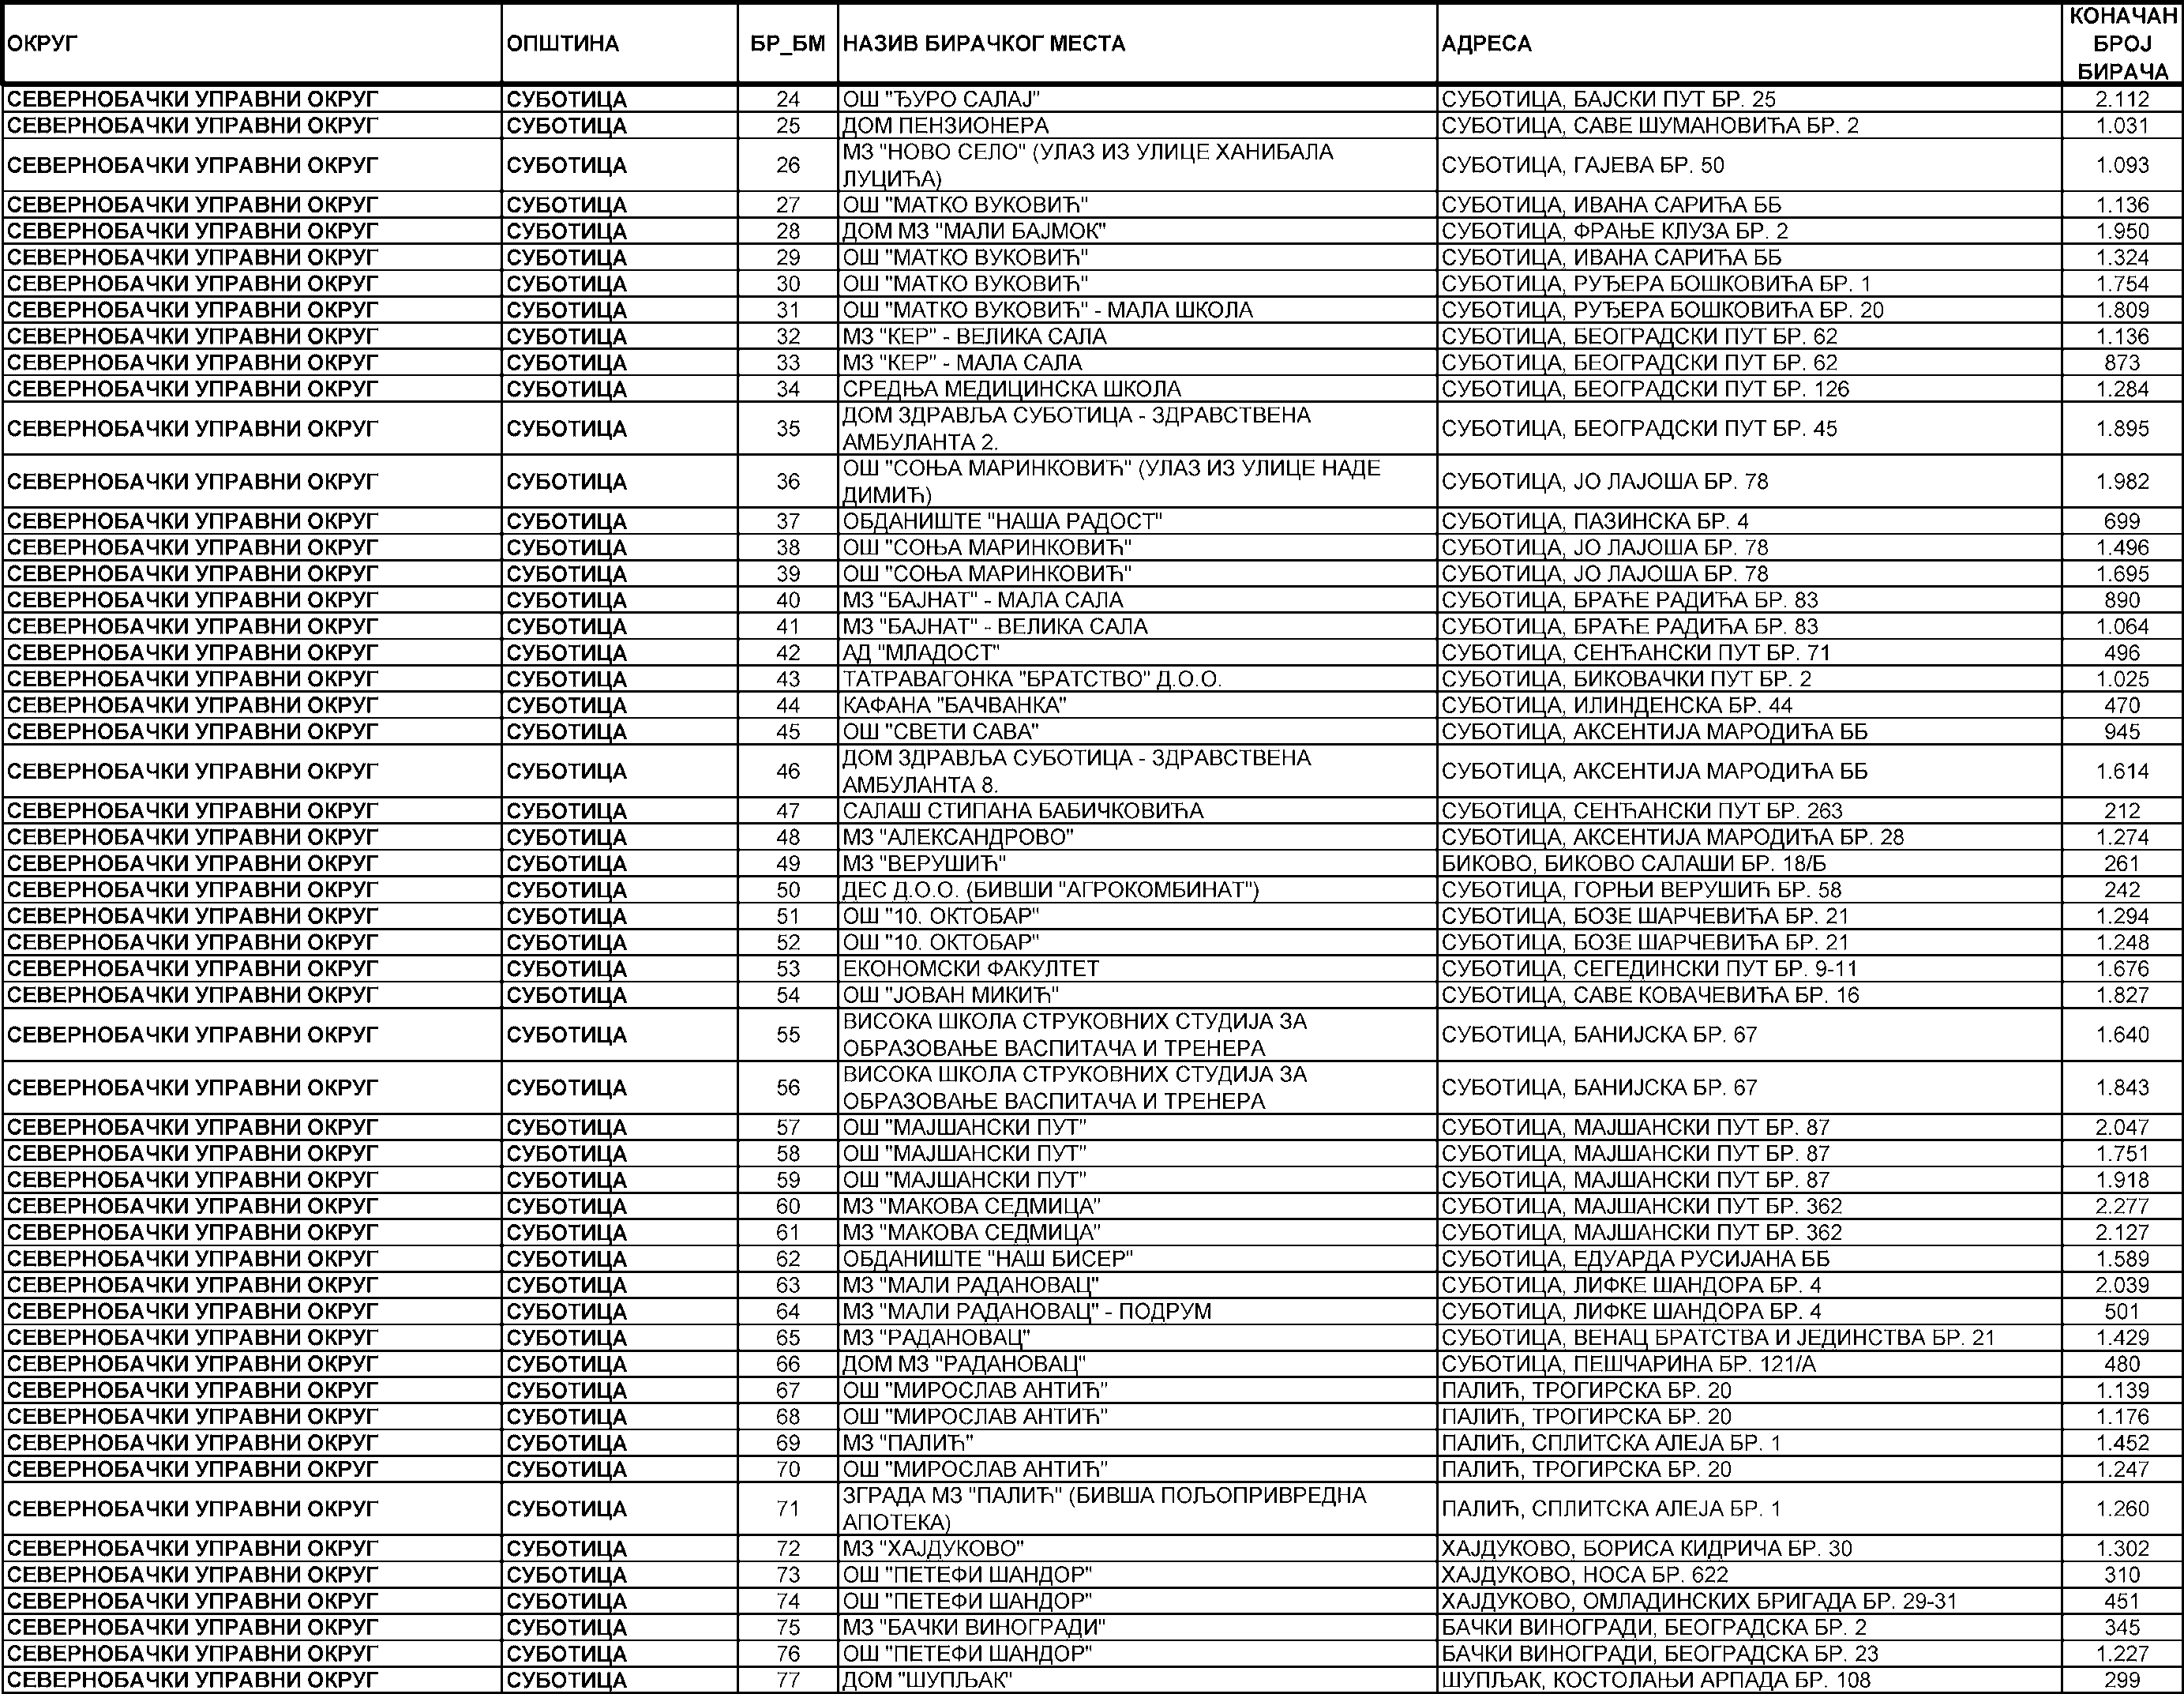 ОКРУГ ОПШТИНА БР_БМ НАЗИВ БИРАЧКОГ МЕСТА АДРЕСА КОНАЧАН БРОЈ БИРАЧА
СЕВЕРНОБАЧКИ УПРАВНИ ОКРУГ СУБОТИЦА 24 ОШ "ЂУРО САЛАЈ" СУБОТИЦА, БАЈСКИ ПУТ БР. 25 2.112
СЕВЕРНОБАЧКИ УПРАВНИ ОКРУГ СУБОТИЦА 25 ДОМ ПЕНЗИОНЕРА СУБОТИЦА, САВЕ ШУМАНОВИЋА БР. 2 1.031
СЕВЕРНОБАЧКИ УПРАВНИ ОКРУГ СУБОТИЦА 26 МЗ "НОВО СЕЛО" (УЛАЗ ИЗ УЛИЦЕ ХАНИБАЛА
ЛУЦИЋА) СУБОТИЦА, ГАЈЕВА БР. 50 1.093
СЕВЕРНОБАЧКИ УПРАВНИ ОКРУГ СУБОТИЦА 27 ОШ "МАТКО ВУКОВИЋ" СУБОТИЦА, ИВАНА САРИЋА ББ 1.136
СЕВЕРНОБАЧКИ УПРАВНИ ОКРУГ СУБОТИЦА 28 ДОМ МЗ "МАЛИ БАЈМОК" СУБОТИЦА, ФРАЊЕ КЛУЗА БР. 2 1.950
СЕВЕРНОБАЧКИ УПРАВНИ ОКРУГ СУБОТИЦА 29 ОШ "МАТКО ВУКОВИЋ" СУБОТИЦА, ИВАНА САРИЋА ББ 1.324
СЕВЕРНОБАЧКИ УПРАВНИ ОКРУГ СУБОТИЦА 30 ОШ "МАТКО ВУКОВИЋ" СУБОТИЦА, РУЂЕРА БОШКОВИЋА БР. 1 1.754
СЕВЕРНОБАЧКИ УПРАВНИ ОКРУГ СУБОТИЦА 31 ОШ "МАТКО ВУКОВИЋ" - МАЛА ШКОЛА СУБОТИЦА, РУЂЕРА БОШКОВИЋА БР. 20 1.809
СЕВЕРНОБАЧКИ УПРАВНИ ОКРУГ СУБОТИЦА 32 МЗ "КЕР" - ВЕЛИКА САЛА СУБОТИЦА, БЕОГРАДСКИ ПУТ БР. 62 1.136
СЕВЕРНОБАЧКИ УПРАВНИ ОКРУГ СУБОТИЦА 33 МЗ "КЕР" - МАЛА САЛА СУБОТИЦА, БЕОГРАДСКИ ПУТ БР. 62 873
СЕВЕРНОБАЧКИ УПРАВНИ ОКРУГ СУБОТИЦА 34 СРЕДЊА МЕДИЦИНСКА ШКОЛА СУБОТИЦА, БЕОГРАДСКИ ПУТ БР. 126 1.284
СЕВЕРНОБАЧКИ УПРАВНИ ОКРУГ СУБОТИЦА 35 ДОМ ЗДРАВЉА СУБОТИЦА - ЗДРАВСТВЕНА
АМБУЛАНТА 2. СУБОТИЦА, БЕОГРАДСКИ ПУТ БР. 45 1.895
СЕВЕРНОБАЧКИ УПРАВНИ ОКРУГ СУБОТИЦА 36 ОШ "СОЊА МАРИНКОВИЋ" (УЛАЗ ИЗ УЛИЦЕ НАДЕ
ДИМИЋ) СУБОТИЦА, ЈО ЛАЈОША БР. 78 1.982
СЕВЕРНОБАЧКИ УПРАВНИ ОКРУГ СУБОТИЦА 37 ОБДАНИШТЕ "НАША РАДОСТ" СУБОТИЦА, ПАЗИНСКА БР. 4 699
СЕВЕРНОБАЧКИ УПРАВНИ ОКРУГ СУБОТИЦА 38 ОШ "СОЊА МАРИНКОВИЋ" СУБОТИЦА, ЈО ЛАЈОША БР. 78 1.496
СЕВЕРНОБАЧКИ УПРАВНИ ОКРУГ СУБОТИЦА 39 ОШ "СОЊА МАРИНКОВИЋ" СУБОТИЦА, ЈО ЛАЈОША БР. 78 1.695
СЕВЕРНОБАЧКИ УПРАВНИ ОКРУГ СУБОТИЦА 40 МЗ "БАЈНАТ" - МАЛА САЛА СУБОТИЦА, БРАЋЕ РАДИЋА БР. 83 890
СЕВЕРНОБАЧКИ УПРАВНИ ОКРУГ СУБОТИЦА 41 МЗ "БАЈНАТ" - ВЕЛИКА САЛА СУБОТИЦА, БРАЋЕ РАДИЋА БР. 83 1.064
СЕВЕРНОБАЧКИ УПРАВНИ ОКРУГ СУБОТИЦА 42 АД "МЛАДОСТ" СУБОТИЦА, СЕНЋАНСКИ ПУТ БР. 71 496
СЕВЕРНОБАЧКИ УПРАВНИ ОКРУГ СУБОТИЦА 43 ТАТРАВАГОНКА "БРАТСТВО" Д.О.О. СУБОТИЦА, БИКОВАЧКИ ПУТ БР. 2 1.025
СЕВЕРНОБАЧКИ УПРАВНИ ОКРУГ СУБОТИЦА 44 КАФАНА "БАЧВАНКА" СУБОТИЦА, ИЛИНДЕНСКА БР. 44 470
СЕВЕРНОБАЧКИ УПРАВНИ ОКРУГ СУБОТИЦА 45 ОШ "СВЕТИ САВА" СУБОТИЦА, АКСЕНТИЈА МАРОДИЋА ББ 945
СЕВЕРНОБАЧКИ УПРАВНИ ОКРУГ СУБОТИЦА 46 ДОМ ЗДРАВЉА СУБОТИЦА - ЗДРАВСТВЕНА
АМБУЛАНТА 8. СУБОТИЦА, АКСЕНТИЈА МАРОДИЋА ББ 1.614
СЕВЕРНОБАЧКИ УПРАВНИ ОКРУГ СУБОТИЦА 47 САЛАШ СТИПАНА БАБИЧКОВИЋА СУБОТИЦА, СЕНЋАНСКИ ПУТ БР. 263 212
СЕВЕРНОБАЧКИ УПРАВНИ ОКРУГ СУБОТИЦА 48 МЗ "АЛЕКСАНДРОВО" СУБОТИЦА, АКСЕНТИЈА МАРОДИЋА БР. 28 1.274
СЕВЕРНОБАЧКИ УПРАВНИ ОКРУГ СУБОТИЦА 49 МЗ "ВЕРУШИЋ" БИКОВО, БИКОВО САЛАШИ БР. 18/Б 261
СЕВЕРНОБАЧКИ УПРАВНИ ОКРУГ СУБОТИЦА 50 ДЕС Д.О.О. (БИВШИ "АГРОКОМБИНАТ") СУБОТИЦА, ГОРЊИ ВЕРУШИЋ БР. 58 242
СЕВЕРНОБАЧКИ УПРАВНИ ОКРУГ СУБОТИЦА 51 ОШ "10. ОКТОБАР" СУБОТИЦА, БОЗЕ ШАРЧЕВИЋА БР. 21 1.294
СЕВЕРНОБАЧКИ УПРАВНИ ОКРУГ СУБОТИЦА 52 ОШ "10. ОКТОБАР" СУБОТИЦА, БОЗЕ ШАРЧЕВИЋА БР. 21 1.248
СЕВЕРНОБАЧКИ УПРАВНИ ОКРУГ СУБОТИЦА 53 ЕКОНОМСКИ ФАКУЛТЕТ СУБОТИЦА, СЕГЕДИНСКИ ПУТ БР. 9-11 1.676
СЕВЕРНОБАЧКИ УПРАВНИ ОКРУГ СУБОТИЦА 54 ОШ "ЈОВАН МИКИЋ" СУБОТИЦА, САВЕ КОВАЧЕВИЋА БР. 16 1.827
СЕВЕРНОБАЧКИ УПРАВНИ ОКРУГ СУБОТИЦА 55 ВИСОКА ШКОЛА СТРУКОВНИХ СТУДИЈА ЗА
ОБРАЗОВАЊЕ ВАСПИТАЧА И ТРЕНЕРА СУБОТИЦА, БАНИЈСКА БР. 67 1.640
СЕВЕРНОБАЧКИ УПРАВНИ ОКРУГ СУБОТИЦА 56 ВИСОКА ШКОЛА СТРУКОВНИХ СТУДИЈА ЗА
ОБРАЗОВАЊЕ ВАСПИТАЧА И ТРЕНЕРА СУБОТИЦА, БАНИЈСКА БР. 67 1.843
СЕВЕРНОБАЧКИ УПРАВНИ ОКРУГ СУБОТИЦА 57 ОШ "МАЈШАНСКИ ПУТ" СУБОТИЦА, МАЈШАНСКИ ПУТ БР. 87 2.047
СЕВЕРНОБАЧКИ УПРАВНИ ОКРУГ СУБОТИЦА 58 ОШ "МАЈШАНСКИ ПУТ" СУБОТИЦА, МАЈШАНСКИ ПУТ БР. 87 1.751
СЕВЕРНОБАЧКИ УПРАВНИ ОКРУГ СУБОТИЦА 59 ОШ "МАЈШАНСКИ ПУТ" СУБОТИЦА, МАЈШАНСКИ ПУТ БР. 87 1.918
СЕВЕРНОБАЧКИ УПРАВНИ ОКРУГ СУБОТИЦА 60 МЗ "МАКОВА СЕДМИЦА" СУБОТИЦА, МАЈШАНСКИ ПУТ БР. 362 2.277
СЕВЕРНОБАЧКИ УПРАВНИ ОКРУГ СУБОТИЦА 61 МЗ "МАКОВА СЕДМИЦА" СУБОТИЦА, МАЈШАНСКИ ПУТ БР. 362 2.127
СЕВЕРНОБАЧКИ УПРАВНИ ОКРУГ СУБОТИЦА 62 ОБДАНИШТЕ "НАШ БИСЕР" СУБОТИЦА, ЕДУАРДА РУСИЈАНА ББ 1.589
СЕВЕРНОБАЧКИ УПРАВНИ ОКРУГ СУБОТИЦА 63 МЗ "МАЛИ РАДАНОВАЦ" СУБОТИЦА, ЛИФКЕ ШАНДОРА БР. 4 2.039
СЕВЕРНОБАЧКИ УПРАВНИ ОКРУГ СУБОТИЦА 64 МЗ "МАЛИ РАДАНОВАЦ" - ПОДРУМ СУБОТИЦА, ЛИФКЕ ШАНДОРА БР. 4 501
СЕВЕРНОБАЧКИ УПРАВНИ ОКРУГ СУБОТИЦА 65 МЗ "РАДАНОВАЦ" СУБОТИЦА, ВЕНАЦ БРАТСТВА И ЈЕДИНСТВА БР. 21 1.429
СЕВЕРНОБАЧКИ УПРАВНИ ОКРУГ СУБОТИЦА 66 ДОМ МЗ "РАДАНОВАЦ" СУБОТИЦА, ПЕШЧАРИНА БР. 121/А 480
СЕВЕРНОБАЧКИ УПРАВНИ ОКРУГ СУБОТИЦА 67 ОШ "МИРОСЛАВ АНТИЋ" ПАЛИЋ, ТРОГИРСКА БР. 20 1.139
СЕВЕРНОБАЧКИ УПРАВНИ ОКРУГ СУБОТИЦА 68 ОШ "МИРОСЛАВ АНТИЋ" ПАЛИЋ, ТРОГИРСКА БР. 20 1.176
СЕВЕРНОБАЧКИ УПРАВНИ ОКРУГ СУБОТИЦА 69 МЗ "ПАЛИЋ" ПАЛИЋ, СПЛИТСКА АЛЕЈА БР. 1 1.452
СЕВЕРНОБАЧКИ УПРАВНИ ОКРУГ СУБОТИЦА 70 ОШ "МИРОСЛАВ АНТИЋ" ПАЛИЋ, ТРОГИРСКА БР. 20 1.247
СЕВЕРНОБАЧКИ УПРАВНИ ОКРУГ СУБОТИЦА 71 ЗГРАДА МЗ "ПАЛИЋ" (БИВША ПОЉОПРИВРЕДНА
АПОТЕКА) ПАЛИЋ, СПЛИТСКА АЛЕЈА БР. 1 1.260
СЕВЕРНОБАЧКИ УПРАВНИ ОКРУГ СУБОТИЦА 72 МЗ "ХАЈДУКОВО" ХАЈДУКОВО, БОРИСА КИДРИЧА БР. 30 1.302
СЕВЕРНОБАЧКИ УПРАВНИ ОКРУГ СУБОТИЦА 73 ОШ "ПЕТЕФИ ШАНДОР" ХАЈДУКОВО, НОСА БР. 622 310
СЕВЕРНОБАЧКИ УПРАВНИ ОКРУГ СУБОТИЦА 74 ОШ "ПЕТЕФИ ШАНДОР" ХАЈДУКОВО, ОМЛАДИНСКИХ БРИГАДА БР. 29-31 451
СЕВЕРНОБАЧКИ УПРАВНИ ОКРУГ СУБОТИЦА 75 МЗ "БАЧКИ ВИНОГРАДИ" БАЧКИ ВИНОГРАДИ, БЕОГРАДСКА БР. 2 345
СЕВЕРНОБАЧКИ УПРАВНИ ОКРУГ СУБОТИЦА 76 ОШ "ПЕТЕФИ ШАНДОР" БАЧКИ ВИНОГРАДИ, БЕОГРАДСКА БР. 23 1.227
СЕВЕРНОБАЧКИ УПРАВНИ ОКРУГ СУБОТИЦА 77 ДОМ "ШУПЉАК" ШУПЉАК, КОСТОЛАЊИ АРПАДА БР. 108 299